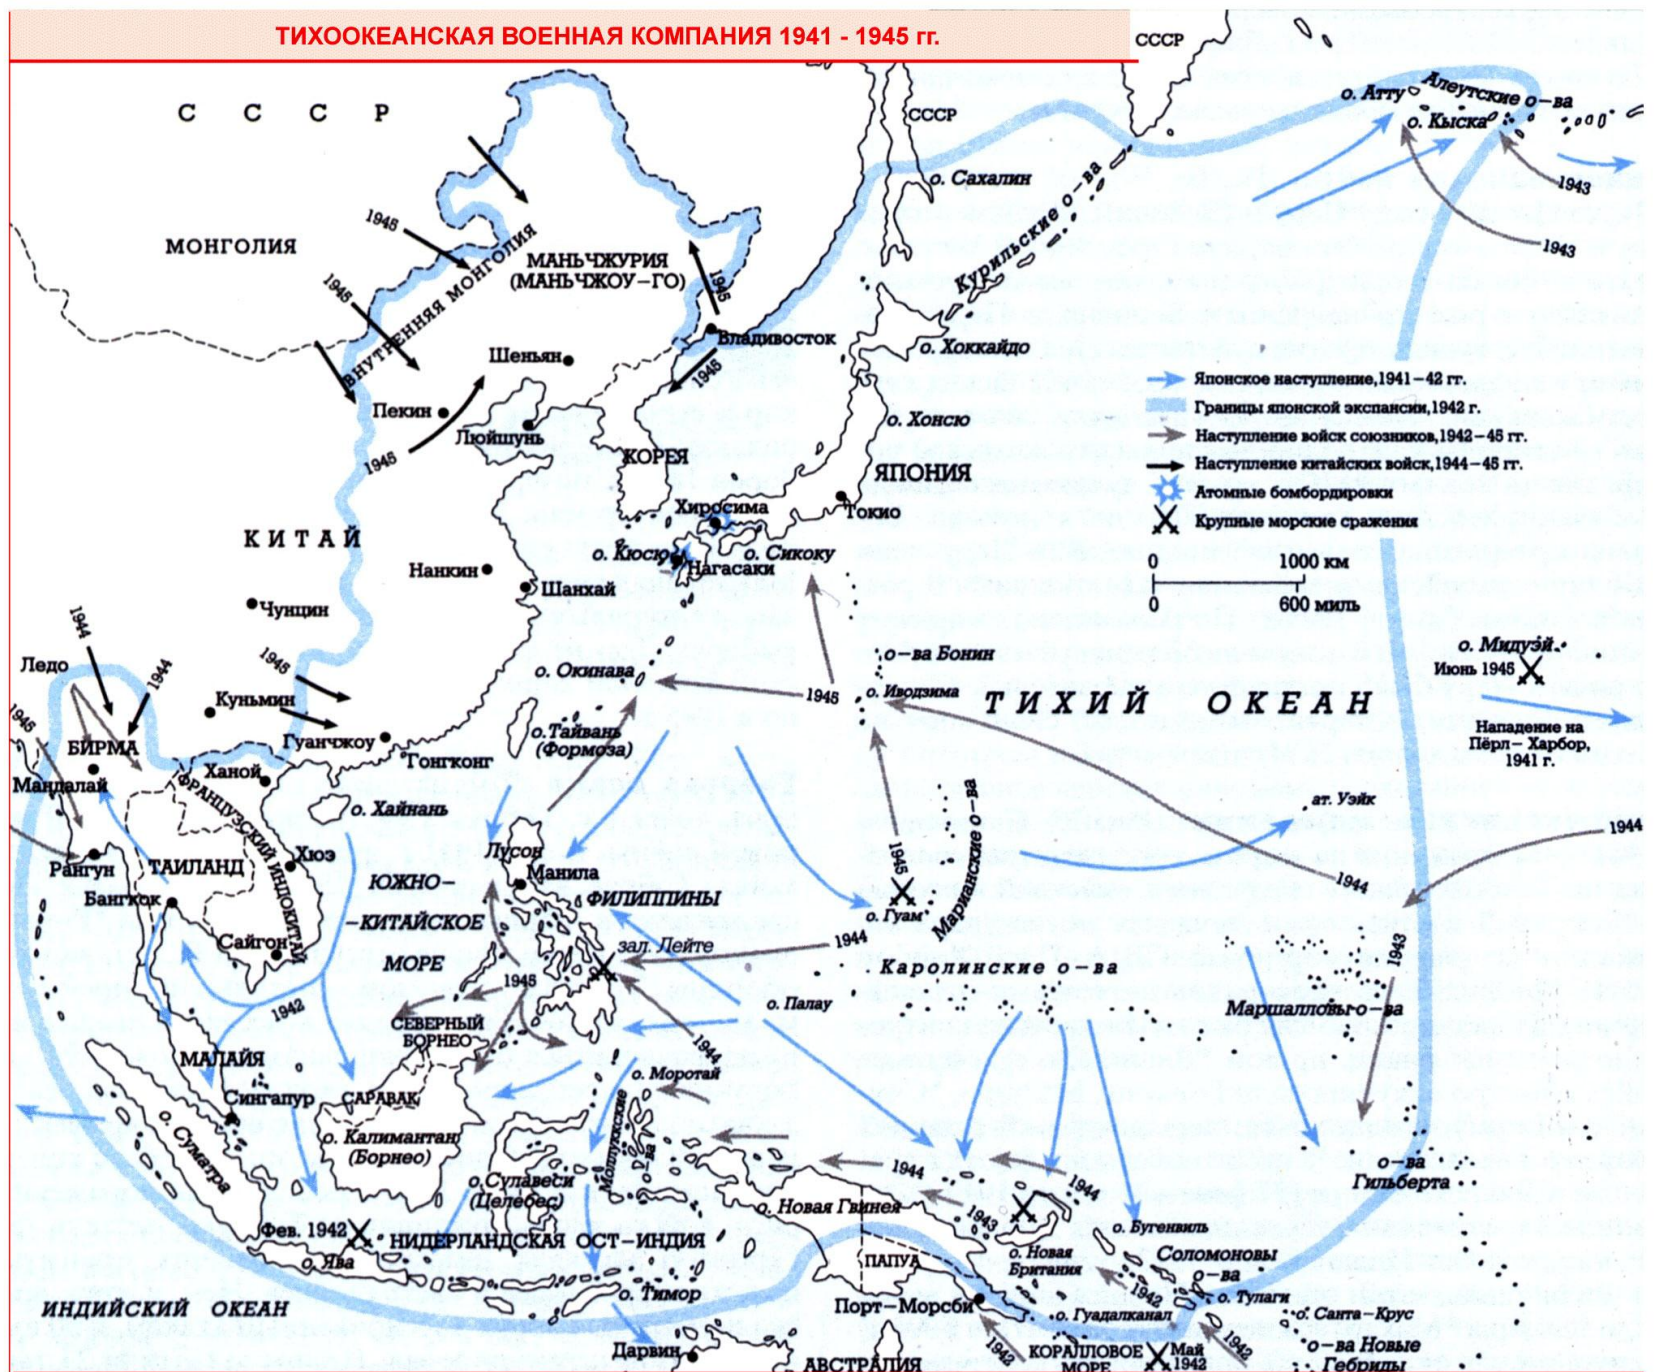 ТИХООКЕАНСКАЯ ВОЕННАЯ КОМПАНИЯ 1941 - 1945 гг.
СССР
С С С Р
СССР
о. Атту
Алеутские о-ва
о. Кыска
1943
1943
о. Сахалин
Курильские о-ва
МОНГОЛИЯ
1945
1945
ВНУТРЕННЯЯ МОНГОЛИЯ
МАНЬЧЖУРИЯ
(МАНЬЧЖОУ-ГО)
1945
Владивосток
1945
Шеньян
о. Хоккайдо
Пекин
Люйшунь
1945
КОРЕЯ
о. Хонсю
ЯПОНИЯ
Токио
Хиросима
о. Кюсю
о. Сикоку
Нагасаки
Японское наступление,1941-42 гг.
Границы японской экспансии,1942 г.
Наступление войск союзников,1942-45 гг.
Наступление китайских войск,1944-45 гг.
Атомные бомбордировки
Крупные морские сражения
0 1000 км
0 600 миль
КИТАЙ
Нанкин
Шанхай
Чунцин
1944
1944
Ледо
1945
Куньмин
1945
о. Окинава
о-ва Бонин
о. Иводзима
1945
ТИХИЙ ОКЕАН
о. Мидуэй
Июнь 1945
Нападение на
Пёрл-Харбор,
1941 г.
БИРМА
Мандалай
Гуанчжоу
Гонгконг
Ханой
о.Тайвань
(Формоза)
о. Хайнань
ФРАНЦУЗСКИЙ ИНДОКИТАЙ
Рангун
ТАИЛАНД
Хюэ
Бангкок
Сайгон
Лусон
Манила
ФИЛИППИНЫ
зал. Лейте
ЮЖНО-
КИТАЙСКОЕ
МОРЕ
1945
1944
1945
о. Гуам
Марианские о-ва
ат. Уэйк
1944
1944
1943
Каролинские о-ва
Маршалловы о-ва
о. Палау
1942
СЕВЕРНЫЙ
БОРНЕО
1944
МАЛАЙЯ
Сингапур
САРАВАК
о. Моротай
о. Суматра
о. Калимантан
(Борнео)
о.Сулавеси
(Целебес)
Молуккские о-ва
1944
1944
о-ва
Гильберта
о. Новая Гвинея
1943
о. Бугенвиль
Фев. 1942
НИДЕРЛАНДСКАЯ ОСТ-ИНДИЯ
о. Ява
ПАПУА
о. Новая
Британия
Соломоновы
о-ва
1942
о. Тулаги
о. Гуадалканал
о. Санта-Крус
о. Тимор
Порт-Морсби
ИНДИЙСКИЙ ОКЕАН
Дарвин
АВСТРАЛИЯ
1942
КОРАЛЛОВОЕ
МОРЕ
Май
1942
1942
о-ва Новые
Гебриды